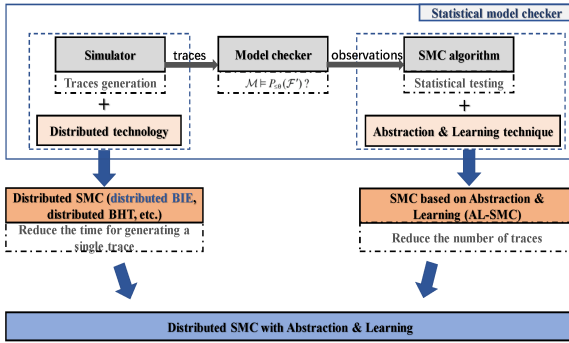 Statistical model checker
Simulator
traces
Model checker
observations
SMC algorithm
Traces generation
ℳ ⊨ P≤θ(ℱ′) ?
Statistical testing
+
+
Distributed technology
Abstraction & Learning technique
Distributed SMC (distributed BIE,
distributed BHT, etc.)
Reduce the time for generating a
single trace
SMC based on Abstraction &
Learning (AL-SMC)
Reduce the number of traces
Distributed SMC with Abstraction & Learning